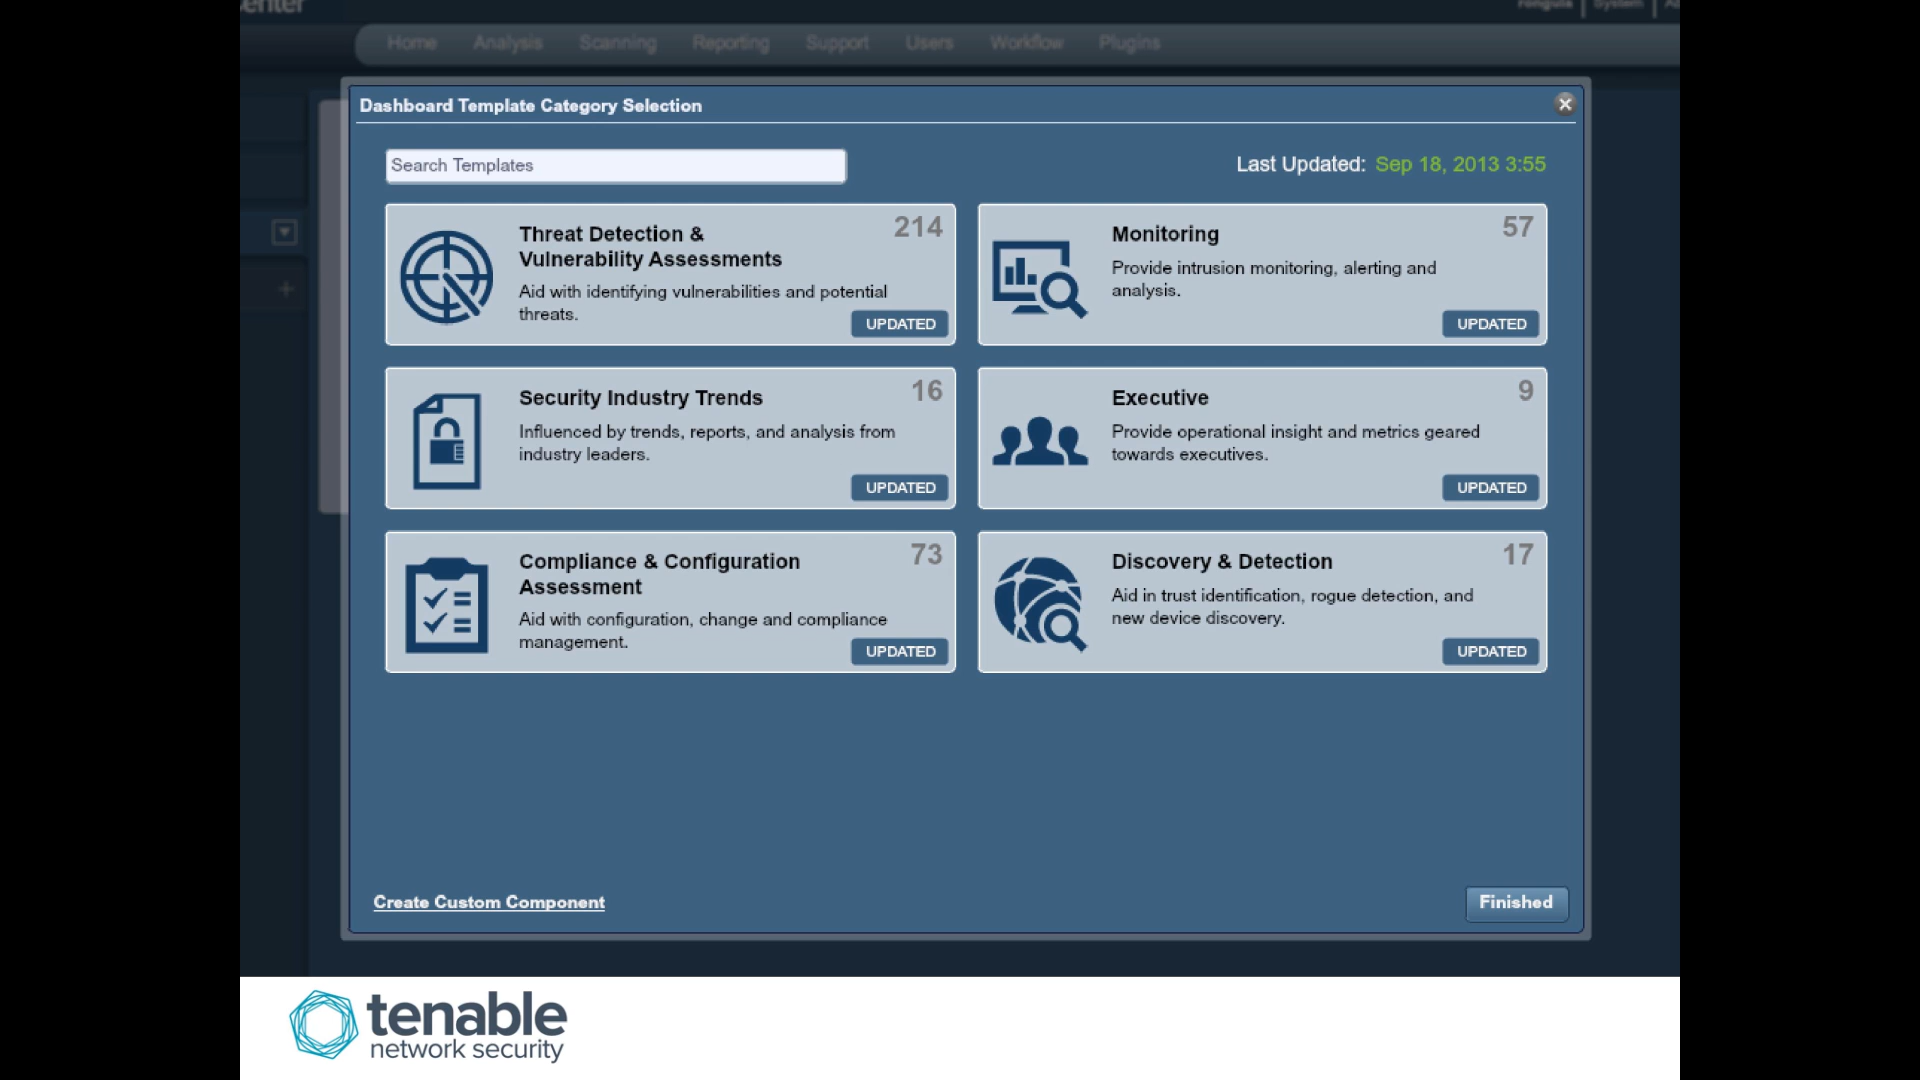 Home Analysis Scanning Reporting Support Users Workflow Plugins
Dashboard Template Category Selection
Search Templates
Last Updated: Sep 18, 2013 3:55
Threat Detection &
Vulnerability Assessments
214
Aid with identifying vulnerabilities and potential
threats.
UPDATED
Monitoring
57
Provide intrusion monitoring, alerting and
analysis.
UPDATED
Security Industry Trends
16
Influenced by trends, reports, and analysis from
industry leaders.
UPDATED
Executive
9
Provide operational insight and metrics geared
towards executives.
UPDATED
Compliance & Configuration
Assessment
73
Aid with configuration, change and compliance
management.
UPDATED
Discovery & Detection
17
Aid in trust identification, rogue detection, and
new device discovery.
UPDATED
Create Custom Component
Finished
tenable
network security